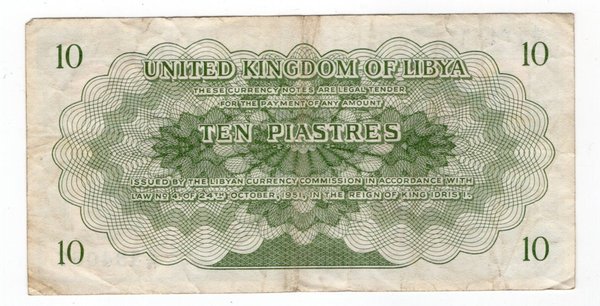 10 10
UNITED KINGDOM OF LIBYA
THESE CURRENCY NOTES ARE LEGAL TENDER
FOR THE PAYMENT OF ANY AMOUNT
TEN PIASTRES
ISSUED BY THE LIBYAN CURRENCY COMMISSION IN ACCORDANCE WITH
LAW No 4, OF 24TH OCTOBER, 1951, IN THE REIGN OF KING IDRIS I.
10 10